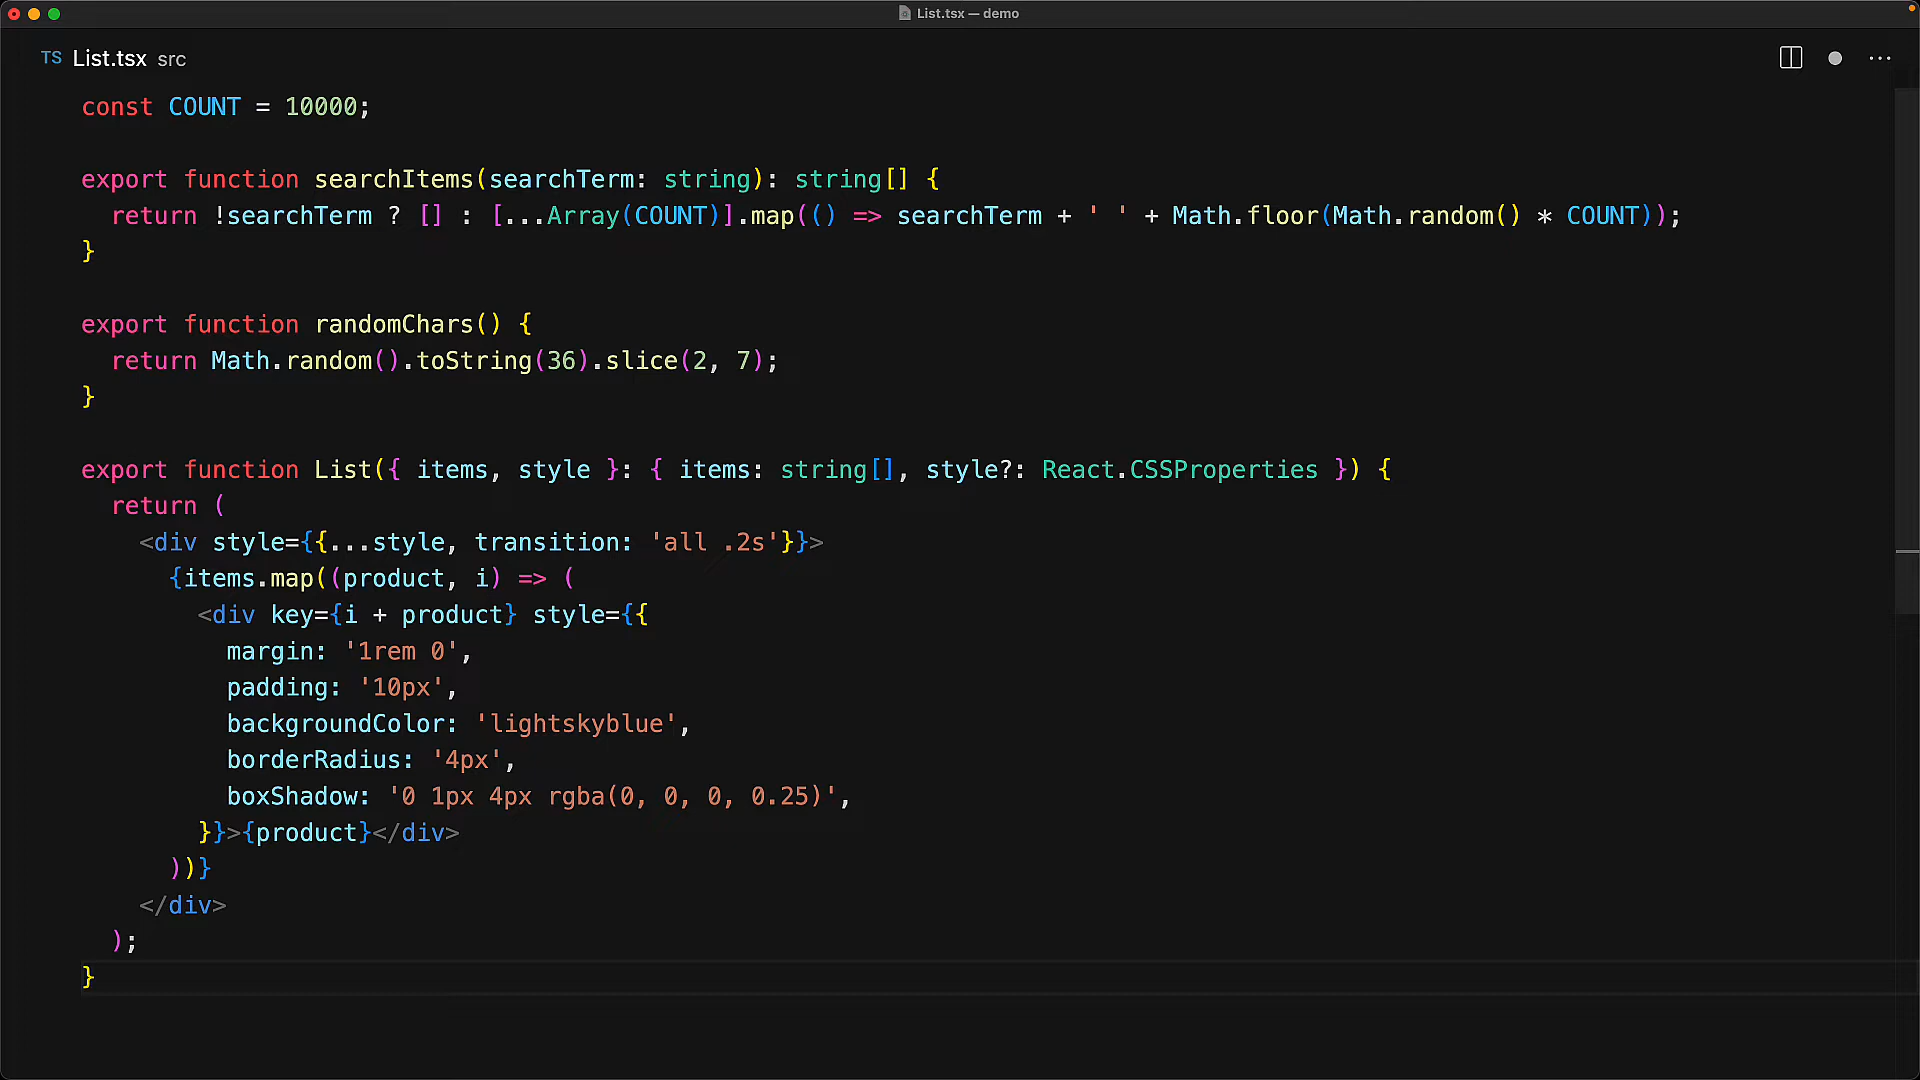 List.tsx — demo
TS List.tsx src
const COUNT = 10000;
export function searchItems(searchTerm: string): string[] {
return !searchTerm ? [] : [...Array(COUNT)].map(() => searchTerm + ' ' + Math.floor(Math.random() * COUNT));
}
export function randomChars() {
return Math.random().toString(36).slice(2, 7);
}
export function List({ items, style }: { items: string[], style?: React.CSSProperties }) {
return (
<div style={{...style, transition: 'all .2s'}}>
{items.map((product, i) => (
<div key={i + product} style={{
margin: '1rem 0',
padding: '10px',
backgroundColor: 'lightskyblue',
borderRadius: '4px',
boxShadow: '0 1px 4px rgba(0, 0, 0, 0.25)',
}}>{product}</div>
))}
</div>
);
}